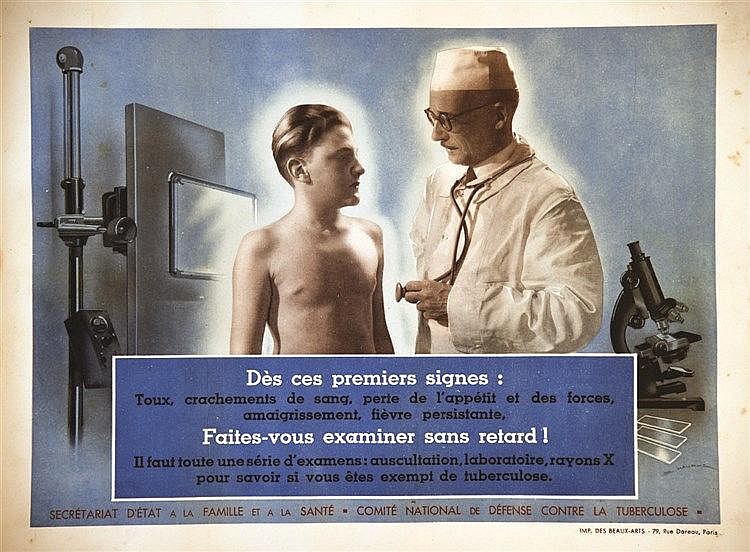 Dès ces premiers signes :
Toux, crachements de sang, perte de l'appétit et des forces,
amaigrissement, fièvre persistante,
Faites-vous examiner sans retard !
Il faut toute une série d'examens : auscultation, laboratoire, rayons X
pour savoir si vous êtes exempt de tuberculose.
SECRÉTARIAT D'ÉTAT A LA FAMILLE ET A LA SANTÉ - COMITÉ NATIONAL DE DÉFENSE CONTRE LA TUBERCULOSE -
IMP. DES BEAUX-ARTS - 79, Rue Dareau, Paris